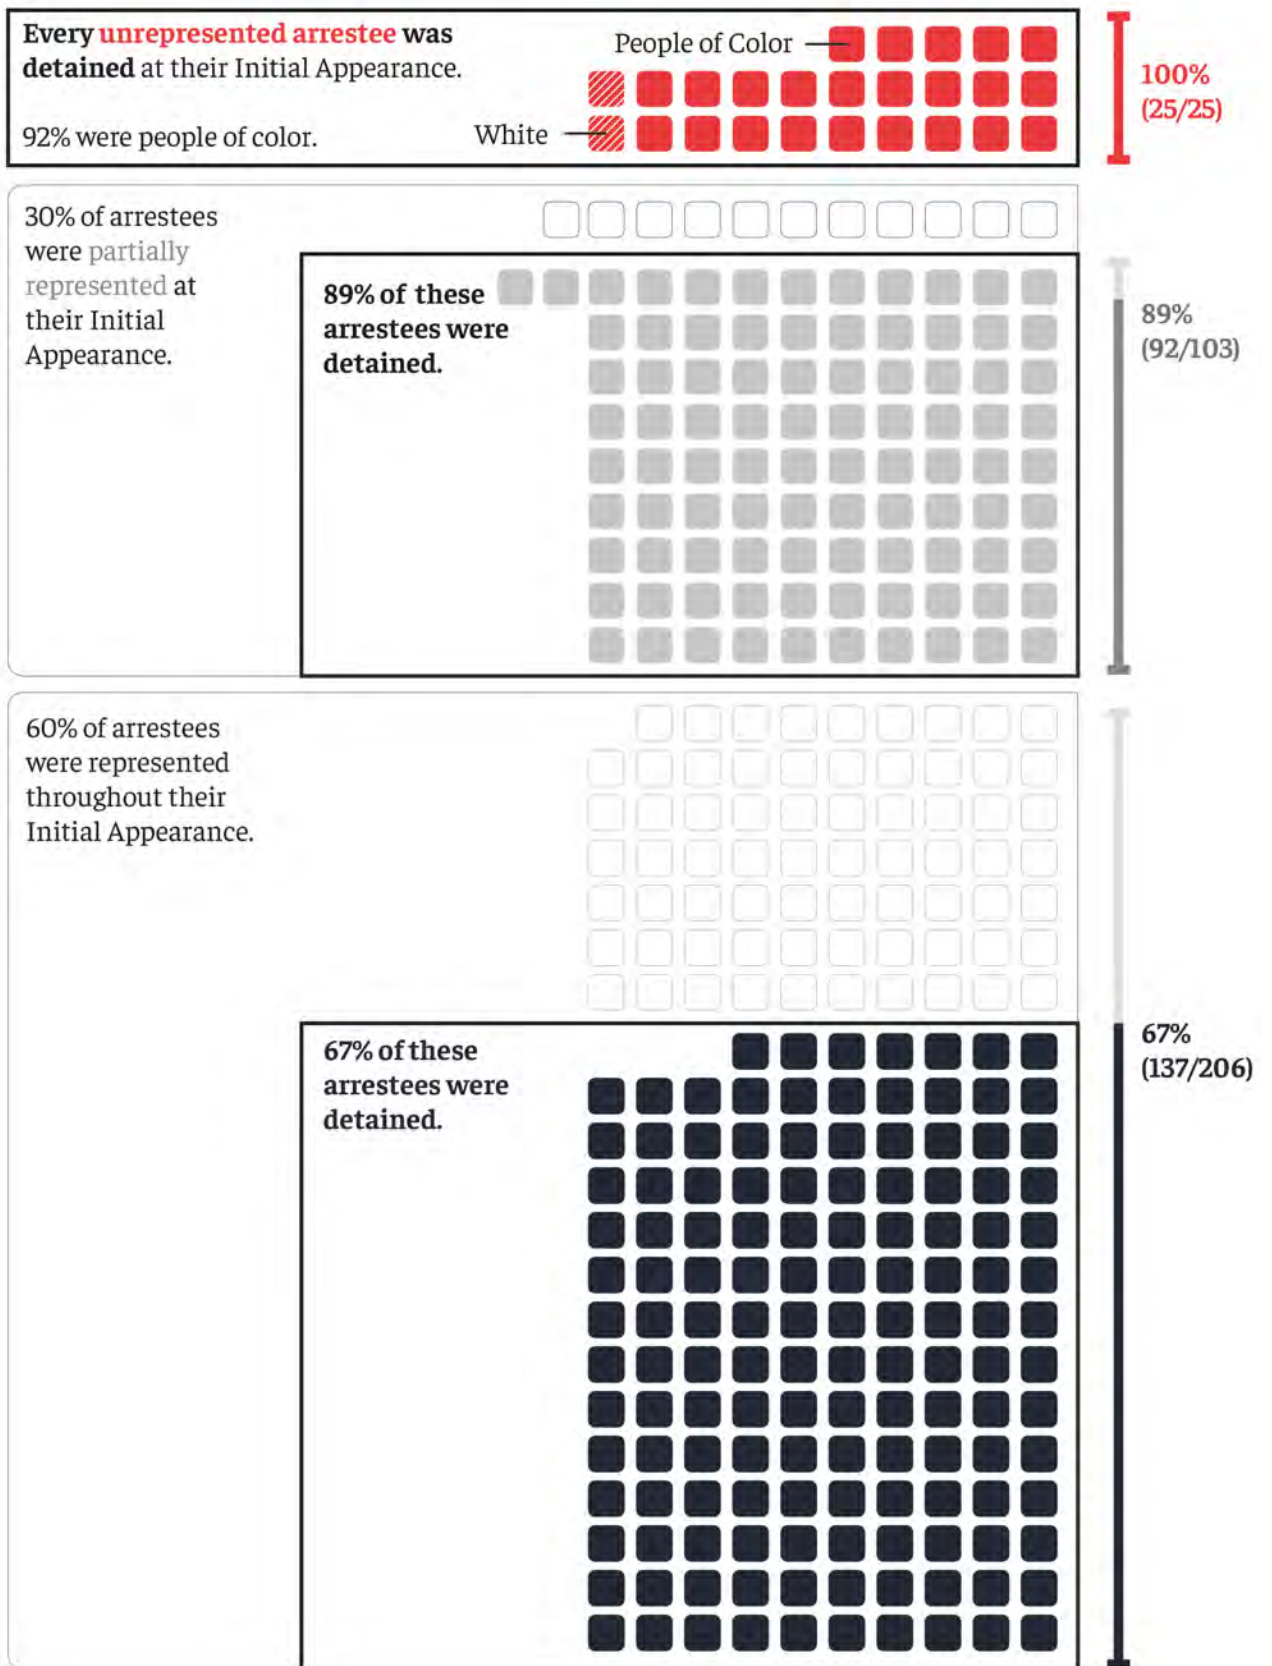 Every unrepresented arrestee was
detained at their Initial Appearance.
92% were people of color.
People of Color
White
100%
(25/25)
30% of arrestees
were partially
represented at
their Initial
Appearance.
89% of these
arrestees were
detained.
89%
(92/103)
60% of arrestees
were represented
throughout their
Initial Appearance.
67% of these
arrestees were
detained.
67%
(137/206)